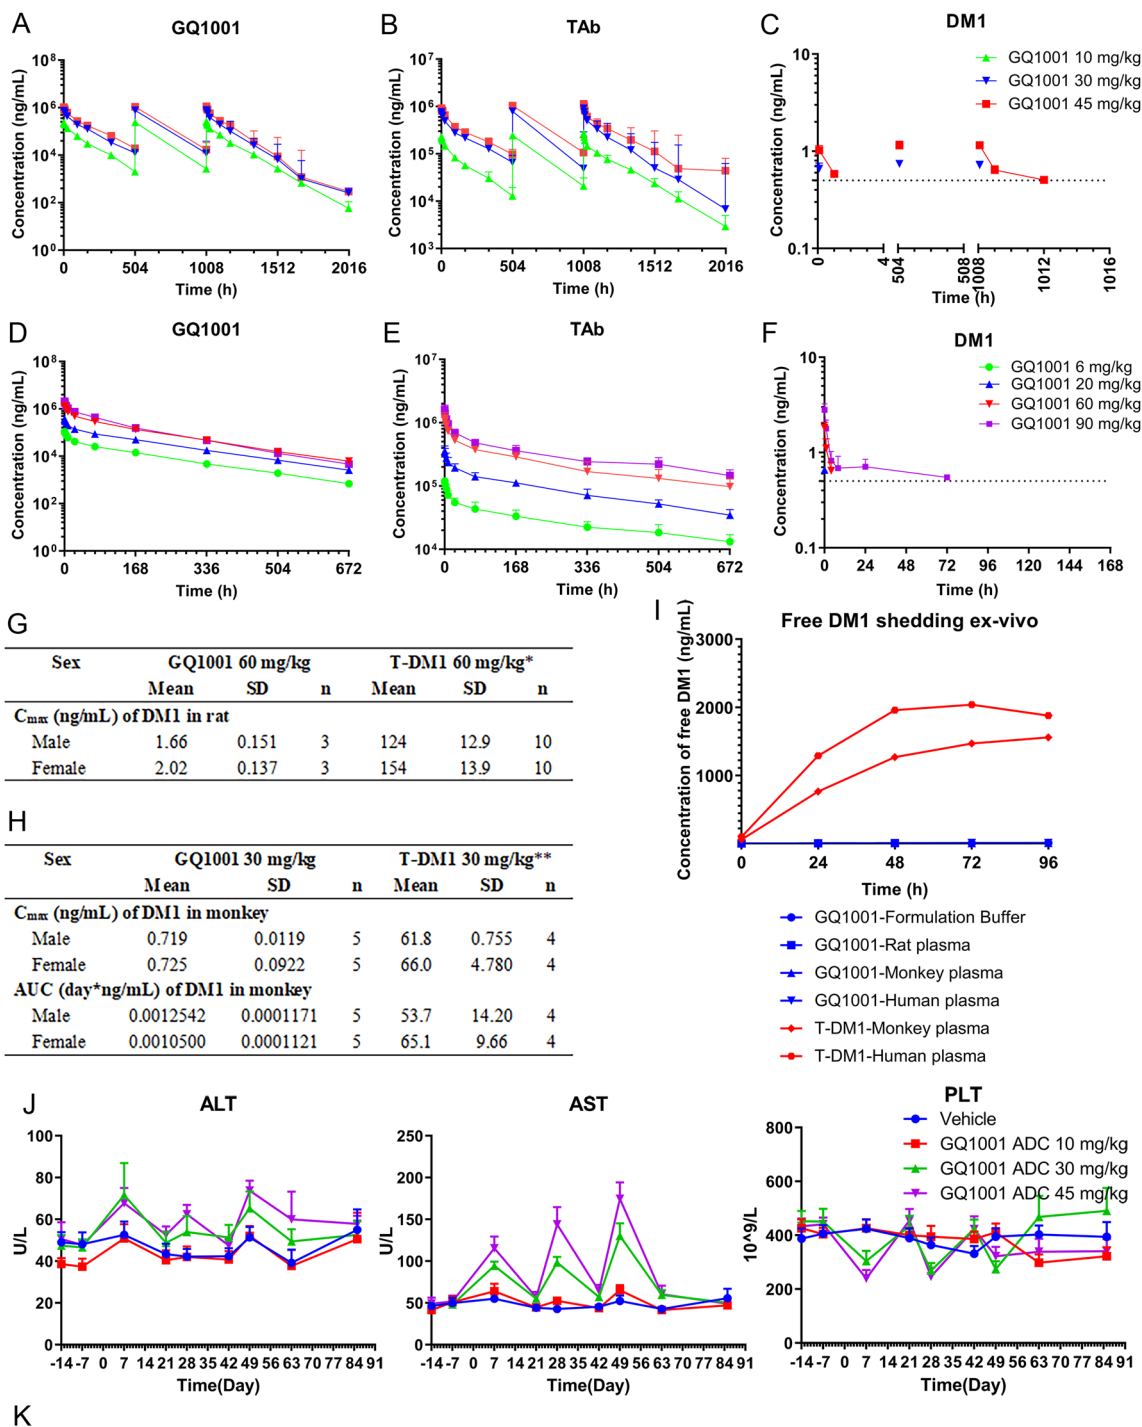 A
GQ1001
Concentration (ng/mL)
10^8
10^6
10^4
10^2
10^0
0 504 1008 1512 2016
Time (h)
B
TAb
Concentration (ng/mL)
10^7
10^6
10^5
10^4
10^3
0 504 1008 1512 2016
Time (h)
C
DM1
Concentration (ng/mL)
10
1
0.1
GQ1001 10 mg/kg
GQ1001 30 mg/kg
GQ1001 45 mg/kg
0 4 504 508 1008 1012 1016
Time (h)
D
GQ1001
Concentration (ng/mL)
10^8
10^6
10^4
10^2
10^0
0 168 336 504 672
Time (h)
E
TAb
Concentration (ng/mL)
10^7
10^6
10^5
10^4
0 168 336 504 672
Time (h)
F
DM1
Concentration (ng/mL)
10
1
0.1
GQ1001 6 mg/kg
GQ1001 20 mg/kg
GQ1001 60 mg/kg
GQ1001 90 mg/kg
0 24 48 72 96 120 144 168
Time (h)
G
Sex GQ1001 60 mg/kg T-DM1 60 mg/kg*
Mean SD n Mean SD n
Cmax (ng/mL) of DM1 in rat
Male 1.66 0.151 3 124 12.9 10
Female 2.02 0.137 3 154 13.9 10
H
Sex GQ1001 30 mg/kg T-DM1 30 mg/kg**
Mean SD n Mean SD n
Cmax (ng/mL) of DM1 in monkey
Male 0.719 0.0119 5 61.8 0.755 4
Female 0.725 0.0922 5 66.0 4.780 4
AUC (day*ng/mL) of DM1 in monkey
Male 0.0012542 0.0001171 5 53.7 14.20 4
Female 0.0010500 0.0001121 5 65.1 9.66 4
I
Free DM1 shedding ex-vivo
Concentration of free DM1 (ng/mL)
3000
2000
1000
0
0 24 48 72 96
Time (h)
GQ1001-Formulation Buffer
GQ1001-Rat plasma
GQ1001-Monkey plasma
GQ1001-Human plasma
T-DM1-Monkey plasma
T-DM1-Human plasma
J
ALT
U/L
100
80
60
40
20
0
-14 -7 0 7 14 21 28 35 42 49 56 63 70 77 84 91
Time(Day)
AST
U/L
250
200
150
100
50
0
-14 -7 0 7 14 21 28 35 42 49 56 63 70 77 84 91
Time(Day)
PLT
10^9/L
800
600
400
200
0
Vehicle
GQ1001 ADC 10 mg/kg
GQ1001 ADC 30 mg/kg
GQ1001 ADC 45 mg/kg
-14 -7 0 7 14 21 28 35 42 49 56 63 70 77 84 91
Time(Day)
K